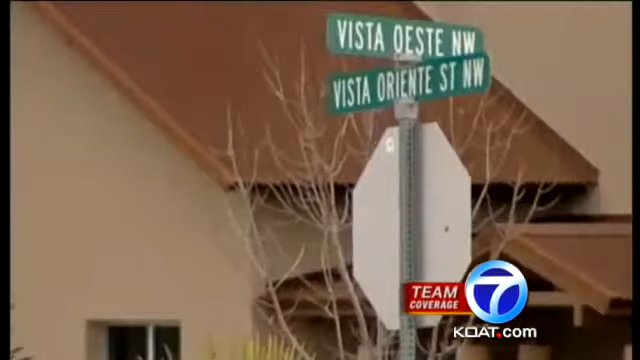 VISTA OESTE NW
VISTA ORIENTE ST NW
TEAM
COVERAGE
7
KOAT.com